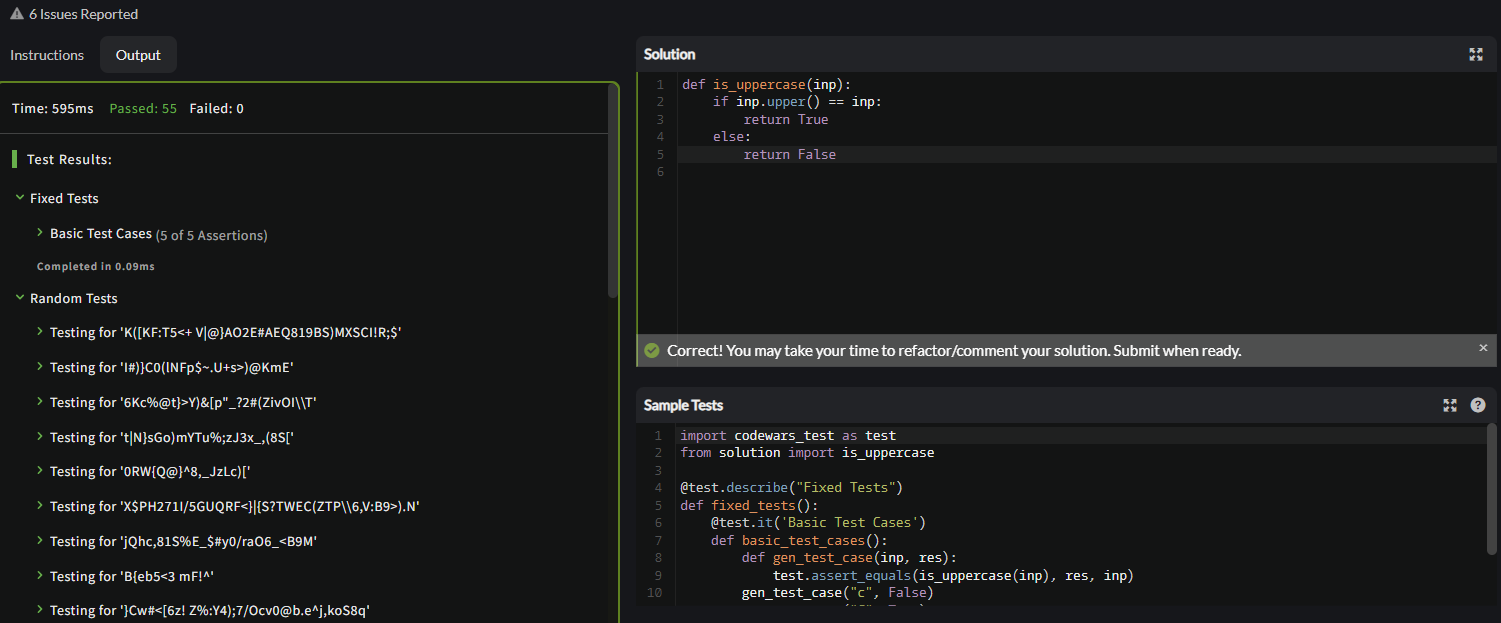 6 Issues Reported
Instructions
Output
Time: 595ms Passed: 55 Failed: 0
Test Results:
Fixed Tests
Basic Test Cases (5 of 5 Assertions)
Completed in 0.09ms
Random Tests
Testing for 'K([KF:T5<+ V|@}AO2E#AEQ819BS)MXSCI!R;$'
Testing for 'I#)}C0(lNFp$~.U+s>)@KmE'
Testing for '6Kc%@t}>Y)&[p"_?2#(ZivOI\\T'
Testing for 't|N}sGo)mYTu%;zJ3x_,(8S['
Testing for '0RW{Q@}^8,_JzLc)['
Testing for 'X$PH271I/5GUQRF<}|{S?TWEC(ZTP\\6,V:B9>).N'
Testing for 'jQhc,81S%E_$#y0/raO6_<B9M'
Testing for 'B{eb5<3 mF!^'
Testing for '}Cw#<[6z! Z%:Y4);7/Ocv0@b.e^j,koS8q'
Solution
1 def is_uppercase(inp):
2 if inp.upper() == inp:
3 return True
4 else:
5 return False
6
Correct! You may take your time to refactor/comment your solution. Submit when ready.
Sample Tests
1 import codewars_test as test
2 from solution import is_uppercase
3
4 @test.describe("Fixed Tests")
5 def fixed_tests():
6 @test.it('Basic Test Cases')
7 def basic_test_cases():
8 def gen_test_case(inp, res):
9 test.assert_equals(is_uppercase(inp), res, inp)
10 gen_test_case("c", False)